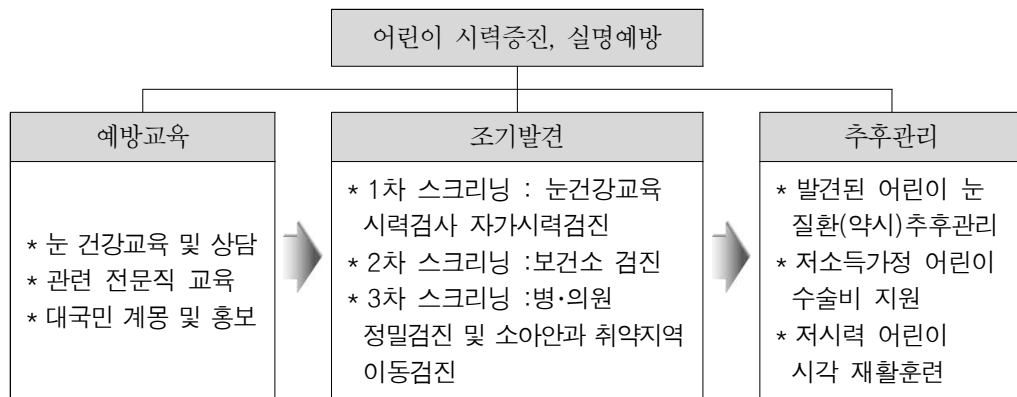 어린이 시력증진, 실명예방
예방교육
* 눈 건강교육 및 상담
* 관련 전문직 교육
* 대국민 계몽 및 홍보
조기발견
* 1차 스크리닝 : 눈건강교육
시력검사 자가시력검진
* 2차 스크리닝 :보건소 검진
* 3차 스크리닝 :병·의원
정밀검진 및 소아안과 취약지역
이동검진
추후관리
* 발견된 어린이 눈
질환(약시)추후관리
* 저소득가정 어린이
수술비 지원
* 저시력 어린이
시각 재활훈련